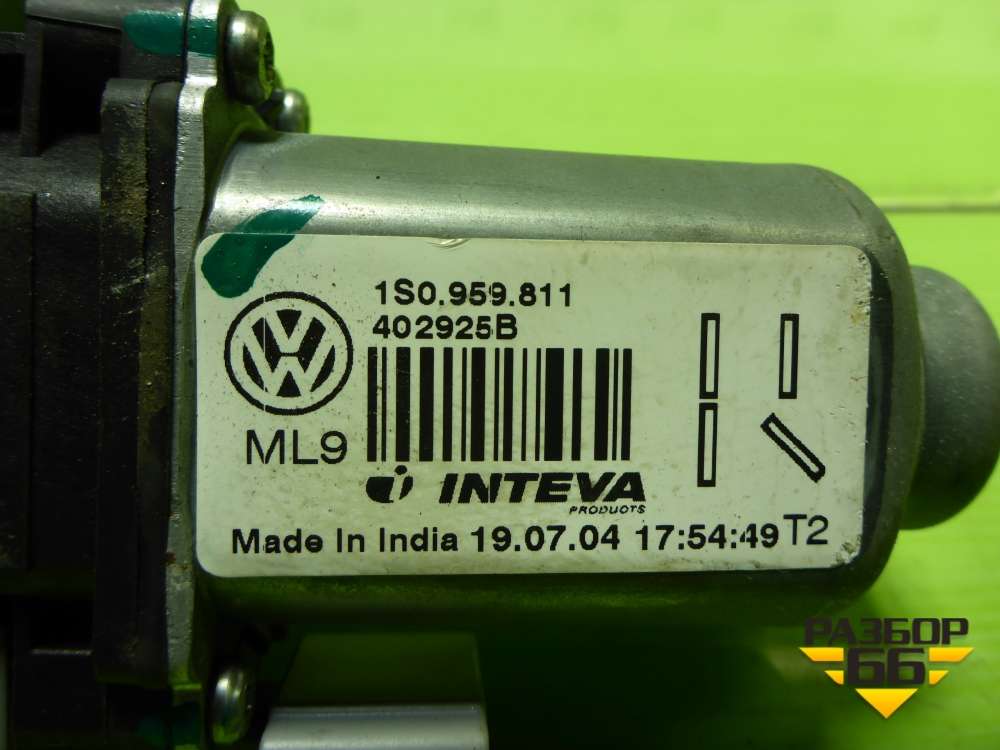 1S0.959.811
402925B
ML9
INTEVA
PRODUCTS
Made In India 19.07.04 17:54:49 T2
РАЗБОР
66